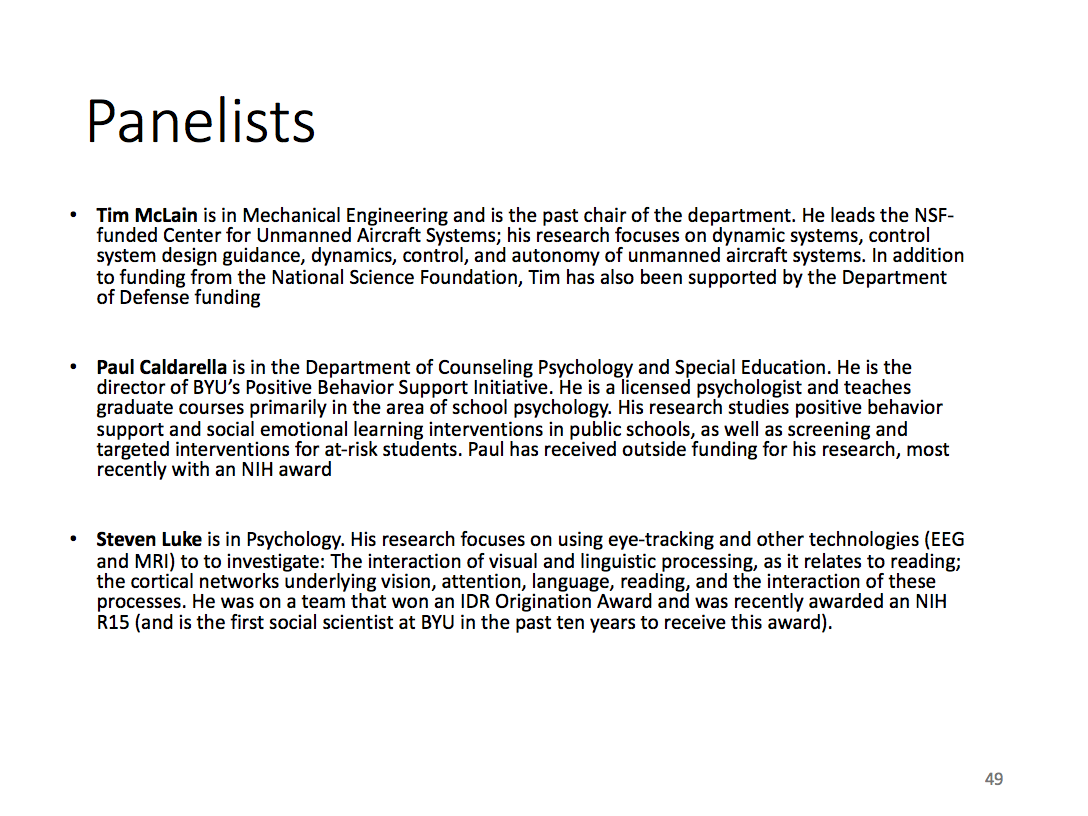 Panelists
• Tim McLain is in Mechanical Engineering and is the past chair of the department. He leads the NSF-
funded Center for Unmanned Aircraft Systems; his research focuses on dynamic systems, control
system design guidance, dynamics, control, and autonomy of unmanned aircraft systems. In addition
to funding from the National Science Foundation, Tim has also been supported by the Department
of Defense funding
• Paul Caldarella is in the Department of Counseling Psychology and Special Education. He is the
director of BYU’s Positive Behavior Support Initiative. He is a licensed psychologist and teaches
graduate courses primarily in the area of school psychology. His research studies positive behavior
support and social emotional learning interventions in public schools, as well as screening and
targeted interventions for at-risk students. Paul has received outside funding for his research, most
recently with an NIH award
• Steven Luke is in Psychology. His research focuses on using eye-tracking and other technologies (EEG
and MRI) to to investigate: The interaction of visual and linguistic processing, as it relates to reading;
the cortical networks underlying vision, attention, language, reading, and the interaction of these
processes. He was on a team that won an IDR Origination Award and was recently awarded an NIH
R15 (and is the first social scientist at BYU in the past ten years to receive this award).
49